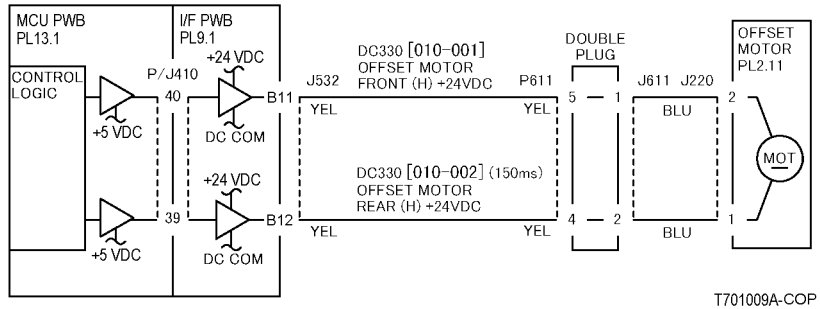 MCU PWB
PL13.1
I/F PWB
PL9.1
+24 VDC
DC330 [010-001]
OFFSET MOTOR
FRONT (H) +24VDC
DOUBLE
PLUG
OFFSET
MOTOR
PL2.11
CONTROL
LOGIC
P/J410
J532
P611
J611 J220
40
B11
YEL
YEL
5
1
BLU
2
+5 VDC
DC COM
MOT
+24 VDC
DC330 [010-002] (150ms)
OFFSET MOTOR
REAR (H) +24VDC
39
B12
YEL
YEL
4
2
BLU
1
+5 VDC
DC COM
T701009A-COP